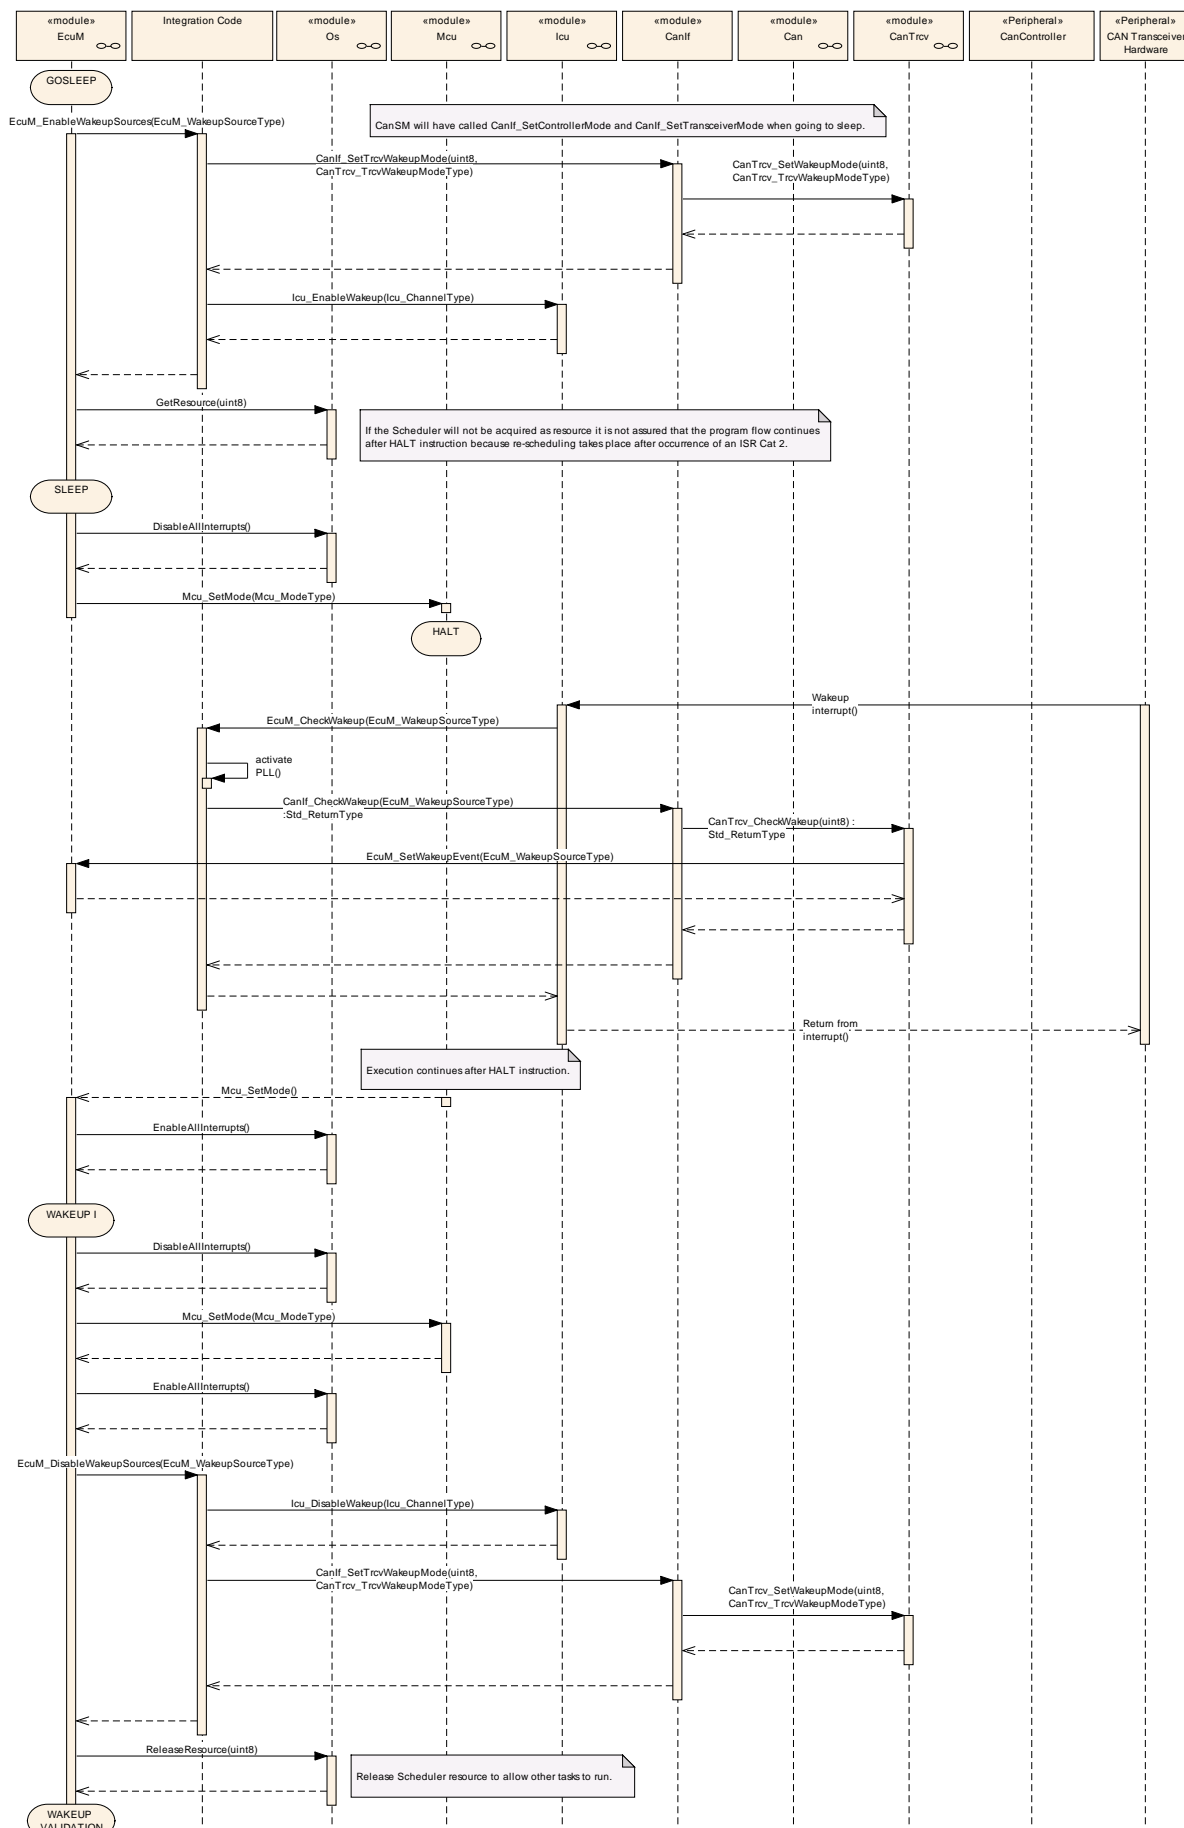 «module»
EcuM
Integration Code
«module»
Os
«module»
Mcu
«module»
Icu
«module»
CanIf
«module»
Can
«module»
CanTrcv
«Peripheral»
CanController
«Peripheral»
CAN Transceiver
Hardware
GOSLEEP
EcuM_EnableWakeupSources(EcuM_WakeupSourceType)
CanSM will have called CanIf_SetControllerMode and CanIf_SetTransceiverMode when going to sleep.
CanIf_SetTrcvWakeupMode(uint8,
CanTrcv_TrcvWakeupModeType)
CanTrcv_SetWakeupMode(uint8,
CanTrcv_TrcvWakeupModeType)
Icu_EnableWakeup(Icu_ChannelType)
GetResource(uint8)
If the Scheduler will not be acquired as resource it is not assured that the program flow continues
after HALT instruction because re-scheduling takes place after occurrence of an ISR Cat 2.
SLEEP
DisableAllInterrupts()
Mcu_SetMode(Mcu_ModeType)
HALT
Wakeup
interrupt()
EcuM_CheckWakeup(EcuM_WakeupSourceType)
activate
PLL()
CanIf_CheckWakeup(EcuM_WakeupSourceType)
:Std_ReturnType
CanTrcv_CheckWakeup(uint8) :
Std_ReturnType
EcuM_SetWakeupEvent(EcuM_WakeupSourceType)
Return from
interrupt()
Execution continues after HALT instruction.
Mcu_SetMode()
EnableAllInterrupts()
WAKEUP I
DisableAllInterrupts()
Mcu_SetMode(Mcu_ModeType)
EnableAllInterrupts()
EcuM_DisableWakeupSources(EcuM_WakeupSourceType)
Icu_DisableWakeup(Icu_ChannelType)
CanIf_SetTrcvWakeupMode(uint8,
CanTrcv_TrcvWakeupModeType)
CanTrcv_SetWakeupMode(uint8,
CanTrcv_TrcvWakeupModeType)
ReleaseResource(uint8)
Release Scheduler resource to allow other tasks to run.
WAKEUP
VALIDATION